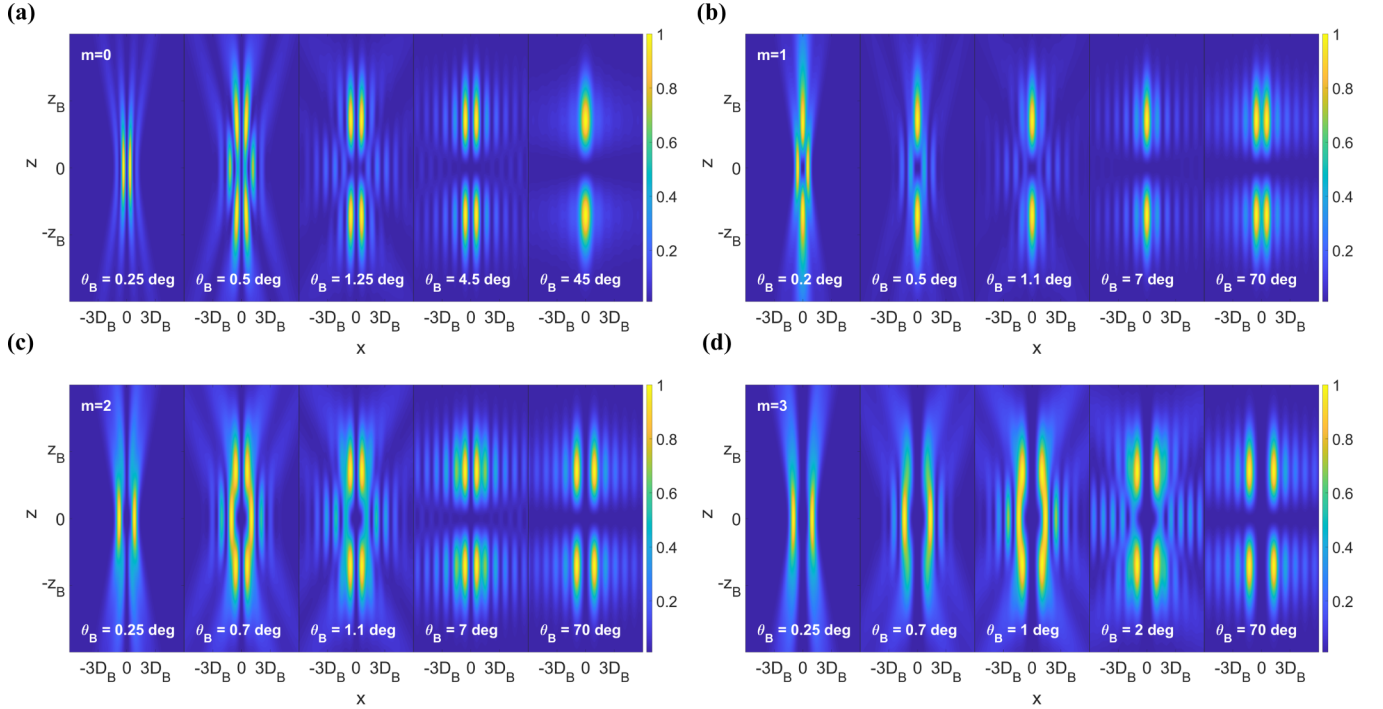 (a)
(b)
m=0
z_B
0
-z_B
z
θ_B = 0.25 deg
θ_B = 0.5 deg
θ_B = 1.25 deg
θ_B = 4.5 deg
θ_B = 45 deg
-3D_B 0 3D_B -3D_B 0 3D_B -3D_B 0 3D_B -3D_B 0 3D_B -3D_B 0 3D_B
x
1
0.8
0.6
0.4
0.2
m=1
z_B
0
-z_B
z
θ_B = 0.2 deg
θ_B = 0.5 deg
θ_B = 1.1 deg
θ_B = 7 deg
θ_B = 70 deg
-3D_B 0 3D_B -3D_B 0 3D_B -3D_B 0 3D_B -3D_B 0 3D_B -3D_B 0 3D_B
x
1
0.8
0.6
0.4
0.2
(c)
(d)
m=2
z_B
0
-z_B
z
θ_B = 0.25 deg
θ_B = 0.7 deg
θ_B = 1.1 deg
θ_B = 7 deg
θ_B = 70 deg
-3D_B 0 3D_B -3D_B 0 3D_B -3D_B 0 3D_B -3D_B 0 3D_B -3D_B 0 3D_B
x
1
0.8
0.6
0.4
0.2
m=3
z_B
0
-z_B
z
θ_B = 0.25 deg
θ_B = 0.7 deg
θ_B = 1 deg
θ_B = 2 deg
θ_B = 70 deg
-3D_B 0 3D_B -3D_B 0 3D_B -3D_B 0 3D_B -3D_B 0 3D_B -3D_B 0 3D_B
x
1
0.8
0.6
0.4
0.2